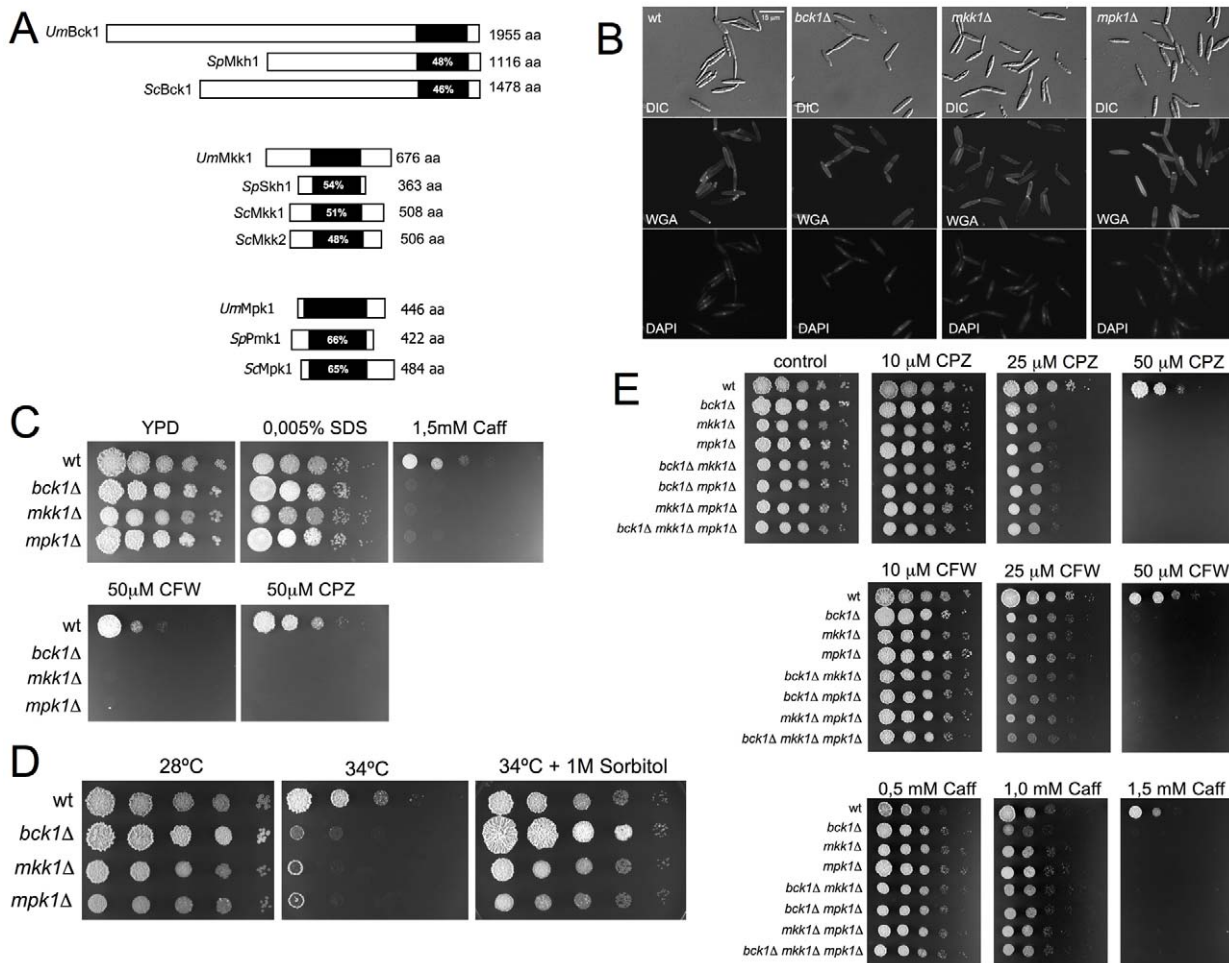 A
UmBck1 1955 aa
SpMkh1 48% 1116 aa
ScBck1 46% 1478 aa
UmMkk1 676 aa
SpSkh1 54% 363 aa
ScMkk1 51% 508 aa
ScMkk2 48% 506 aa
UmMpk1 446 aa
SpPmk1 66% 422 aa
ScMpk1 65% 484 aa
B
wt bck1Δ mkk1Δ mpk1Δ
15 µm
DIC DIC DIC DIC
WGA WGA WGA WGA
DAPI DAPI DAPI DAPI
C
YPD 0,005% SDS 1,5mM Caff
wt
bck1Δ
mkk1Δ
mpk1Δ
50µM CFW 50µM CPZ
wt
bck1Δ
mkk1Δ
mpk1Δ
D
28ºC 34ºC 34ºC + 1M Sorbitol
wt
bck1Δ
mkk1Δ
mpk1Δ
E
control 10 µM CPZ 25 µM CPZ 50 µM CPZ
wt
bck1Δ
mkk1Δ
mpk1Δ
bck1Δ mkk1Δ
bck1Δ mpk1Δ
mkk1Δ mpk1Δ
bck1Δ mkk1Δ mpk1Δ
10 µM CFW 25 µM CFW 50 µM CFW
wt
bck1Δ
mkk1Δ
mpk1Δ
bck1Δ mkk1Δ
bck1Δ mpk1Δ
mkk1Δ mpk1Δ
bck1Δ mkk1Δ mpk1Δ
0,5 mM Caff 1,0 mM Caff 1,5 mM Caff
wt
bck1Δ
mkk1Δ
mpk1Δ
bck1Δ mkk1Δ
bck1Δ mpk1Δ
mkk1Δ mpk1Δ
bck1Δ mkk1Δ mpk1Δ